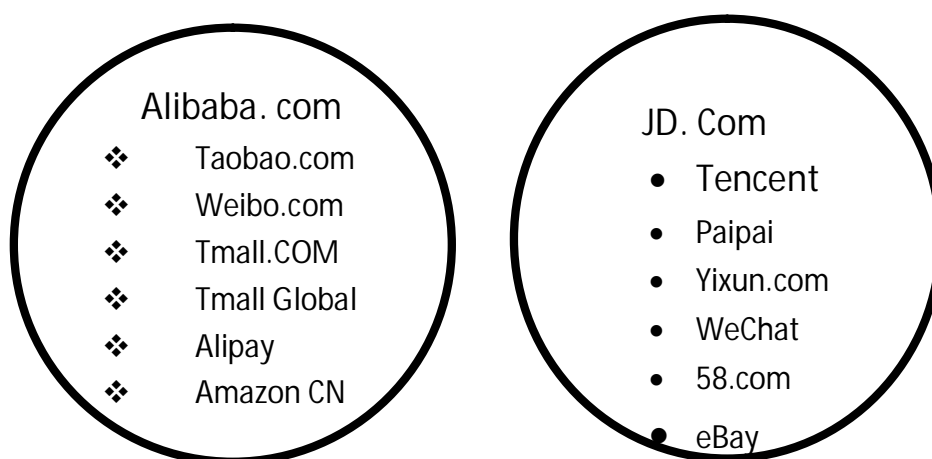 Alibaba. com
❖ Taobao.com
❖ Weibo.com
❖ Tmall.COM
❖ Tmall Global
❖ Alipay
❖ Amazon CN
JD. Com
• Tencent
• Paipai
• Yixun.com
• WeChat
• 58.com
• eBay